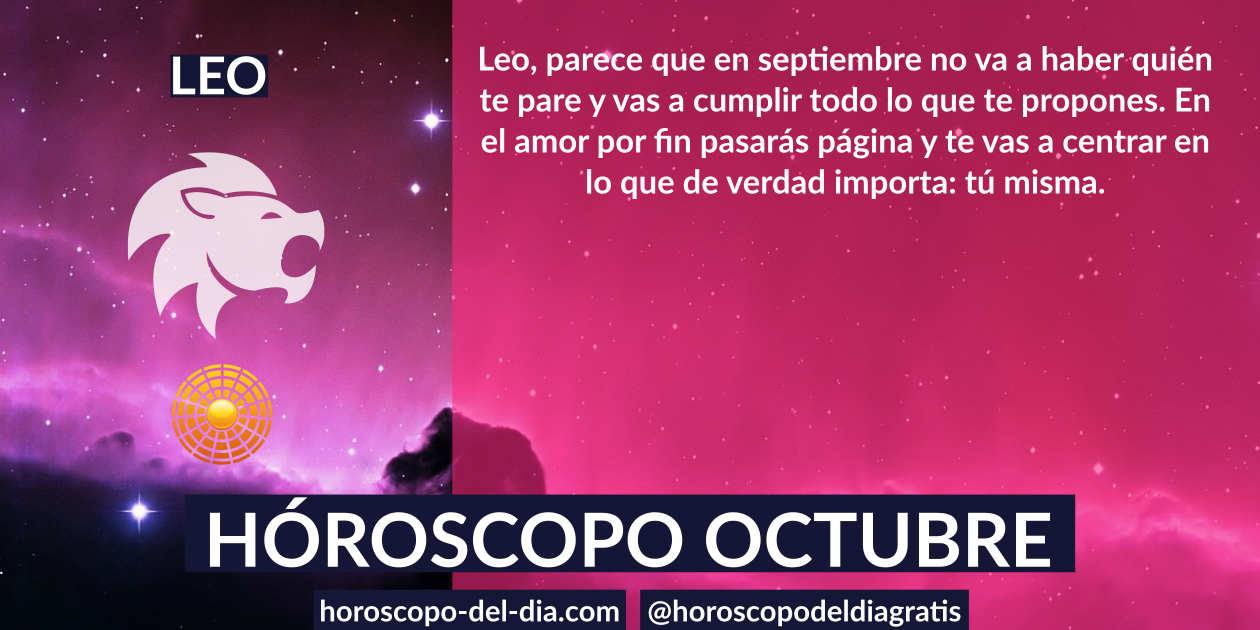 LEO
Leo, parece que en septiembre no va a haber quién
te pare y vas a cumplir todo lo que te propones. En
el amor por fin pasarás página y te vas a centrar en
lo que de verdad importa: tú misma.
HÓROSCOPO OCTUBRE
horoscopo-del-dia.com @horoscopodeldiagratis